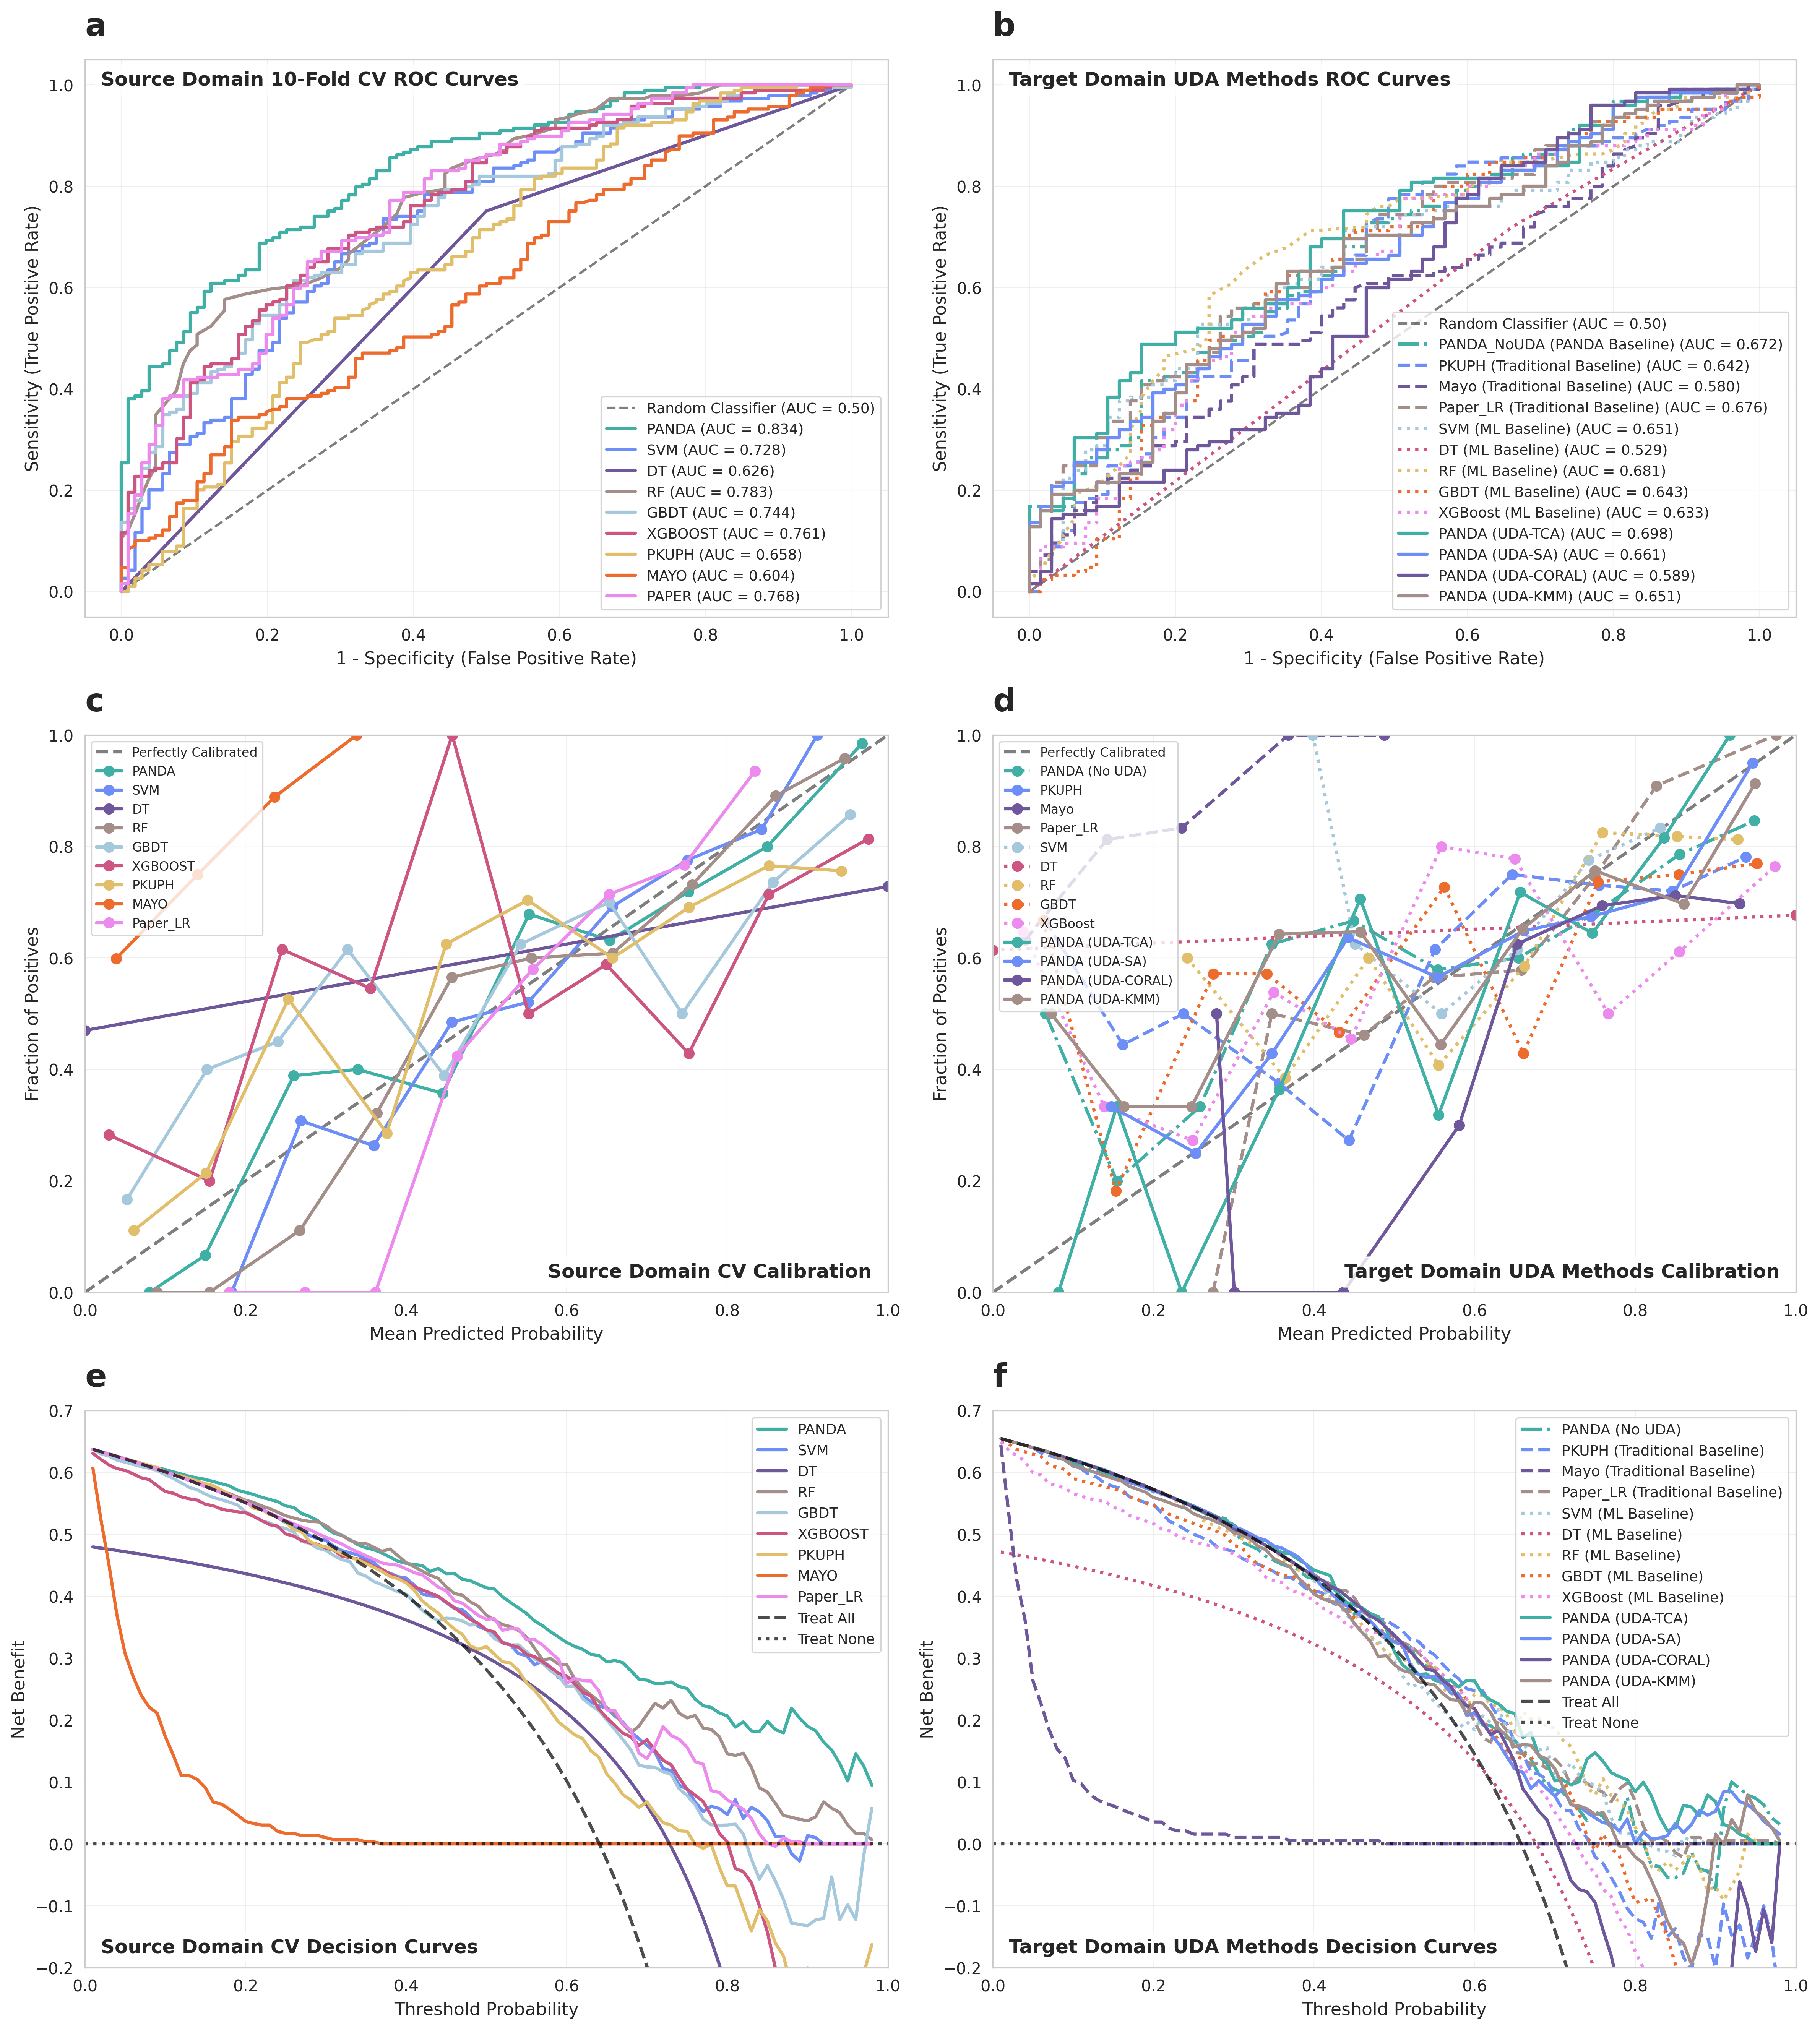 a
Source Domain 10-Fold CV ROC Curves
Sensitivity (True Positive Rate)
1.0
0.8
0.6
0.4
0.2
0.0
Random Classifier (AUC = 0.50)
PANDA (AUC = 0.834)
SVM (AUC = 0.728)
DT (AUC = 0.626)
RF (AUC = 0.783)
GBDT (AUC = 0.744)
XGBOOST (AUC = 0.761)
PKUPH (AUC = 0.658)
MAYO (AUC = 0.604)
PAPER (AUC = 0.768)
0.0 0.2 0.4 0.6 0.8 1.0
1 - Specificity (False Positive Rate)
b
Target Domain UDA Methods ROC Curves
Sensitivity (True Positive Rate)
1.0
0.8
0.6
0.4
0.2
0.0
Random Classifier (AUC = 0.50)
PANDA_NoUDA (PANDA Baseline) (AUC = 0.672)
PKUPH (Traditional Baseline) (AUC = 0.642)
Mayo (Traditional Baseline) (AUC = 0.580)
Paper_LR (Traditional Baseline) (AUC = 0.676)
SVM (ML Baseline) (AUC = 0.651)
DT (ML Baseline) (AUC = 0.529)
RF (ML Baseline) (AUC = 0.681)
GBDT (ML Baseline) (AUC = 0.643)
XGBoost (ML Baseline) (AUC = 0.633)
PANDA (UDA-TCA) (AUC = 0.698)
PANDA (UDA-SA) (AUC = 0.661)
PANDA (UDA-CORAL) (AUC = 0.589)
PANDA (UDA-KMM) (AUC = 0.651)
0.0 0.2 0.4 0.6 0.8 1.0
1 - Specificity (False Positive Rate)
c
Fraction of Positives
1.0
0.8
0.6
0.4
0.2
0.0
Perfectly Calibrated
PANDA
SVM
DT
RF
GBDT
XGBOOST
PKUPH
MAYO
Paper_LR
Source Domain CV Calibration
0.0 0.2 0.4 0.6 0.8 1.0
Mean Predicted Probability
d
Fraction of Positives
1.0
0.8
0.6
0.4
0.2
0.0
Perfectly Calibrated
PANDA (No UDA)
PKUPH
Mayo
Paper_LR
SVM
DT
RF
GBDT
XGBoost
PANDA (UDA-TCA)
PANDA (UDA-SA)
PANDA (UDA-CORAL)
PANDA (UDA-KMM)
Target Domain UDA Methods Calibration
0.0 0.2 0.4 0.6 0.8 1.0
Mean Predicted Probability
e
Net Benefit
0.7
0.6
0.5
0.4
0.3
0.2
0.1
0.0
−0.1
−0.2
PANDA
SVM
DT
RF
GBDT
XGBOOST
PKUPH
MAYO
Paper_LR
Treat All
Treat None
Source Domain CV Decision Curves
0.0 0.2 0.4 0.6 0.8 1.0
Threshold Probability
f
Net Benefit
0.7
0.6
0.5
0.4
0.3
0.2
0.1
0.0
−0.1
−0.2
PANDA (No UDA)
PKUPH (Traditional Baseline)
Mayo (Traditional Baseline)
Paper_LR (Traditional Baseline)
SVM (ML Baseline)
DT (ML Baseline)
RF (ML Baseline)
GBDT (ML Baseline)
XGBoost (ML Baseline)
PANDA (UDA-TCA)
PANDA (UDA-SA)
PANDA (UDA-CORAL)
PANDA (UDA-KMM)
Treat All
Treat None
Target Domain UDA Methods Decision Curves
0.0 0.2 0.4 0.6 0.8 1.0
Threshold Probability